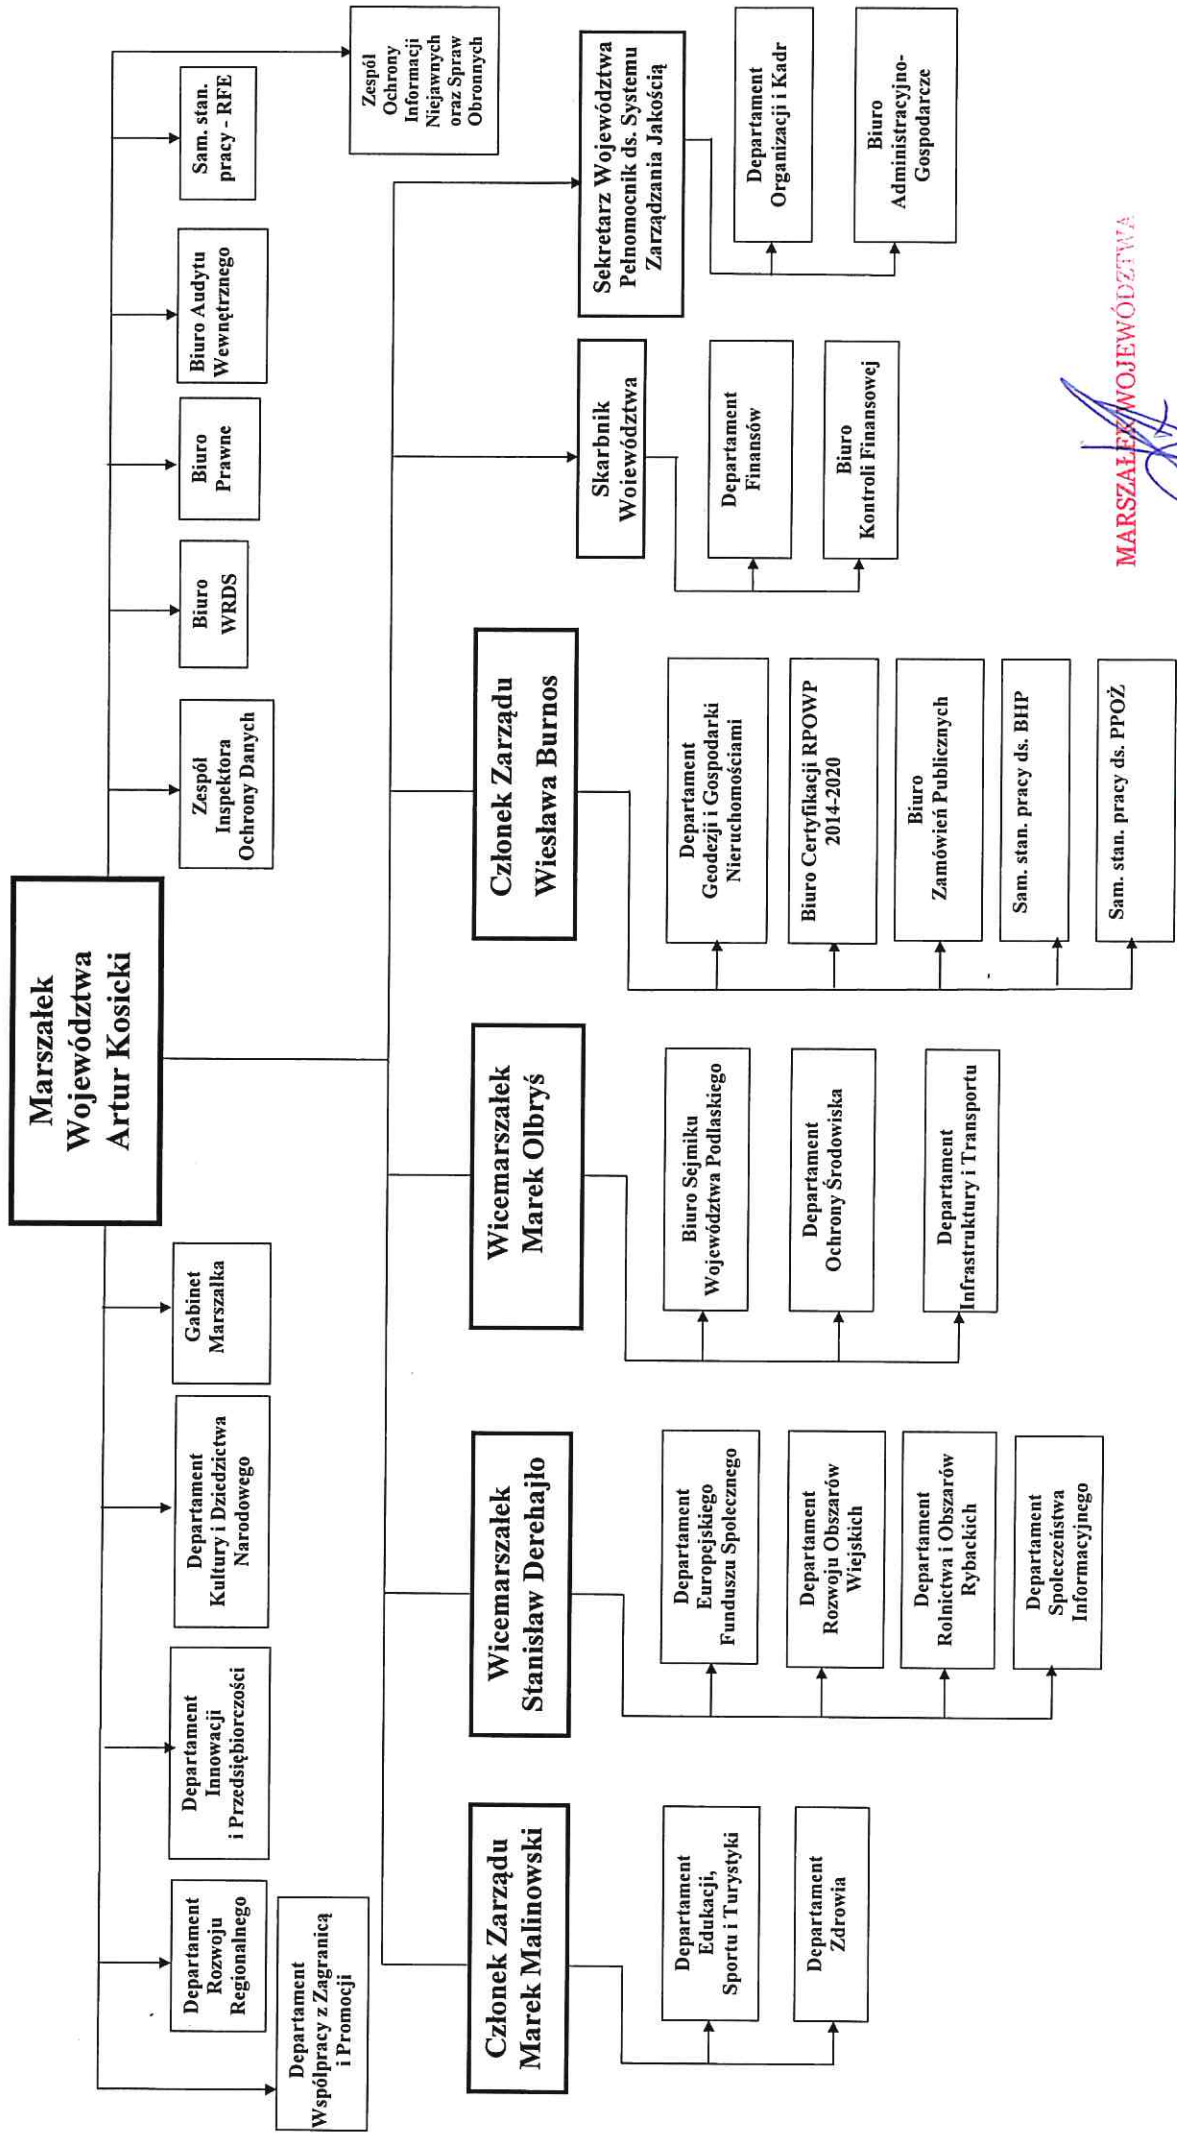 Marszałek
Województwa
Artur Kosicki
Departament
Współpracy z Zagranicą
i Promocji
Departament
Rozwoju
Regionalnego
Departament
Innowacji
i Przedsiębiorczości
Departament
Kultury i Dziedzictwa
Narodowego
Gabinet
Marszałka
Zespół
Inspektora
Ochrony Danych
Biuro
WRDS
Biuro
Prawne
Biuro Audytu
Wewnętrznego
Sam. stan.
pracy - RFE
Zespół
Ochrony
Informacji
Niejawnych
oraz Spraw
Obronnych
Członek Zarządu
Marek Malinowski
Departament
Edukacji,
Sportu i Turystyki
Departament
Zdrowia
Wicemarszałek
Stanisław Derehajło
Departament
Europejskiego
Funduszu Społecznego
Departament
Rozwoju Obszarów
Wiejskich
Departament
Rolnictwa i Obszarów
Rybackich
Departament
Społeczeństwa
Informacyjnego
Wicemarszałek
Marek Olbryś
Biuro Sejmiku
Województwa Podlaskiego
Departament
Ochrony Środowiska
Departament
Infrastruktury i Transportu
Członek Zarządu
Wiesława Burnos
Departament
Geodezji i Gospodarki
Nieruchomościami
Biuro Certyfikacji RPOWP
2014-2020
Biuro
Zamówień Publicznych
Sam. stan. pracy ds. BHP
Sam. stan. pracy ds. PPOŻ
Skarbnik
Woiewództwa
Departament
Finansów
Biuro
Kontroli Finansowej
Sekretarz Województwa
Pełnomocnik ds. Systemu
Zarządzania Jakością
Departament
Organizacji i Kadr
Biuro
Administracyjno-
Gospodarcze
MARSZAŁEK WOJEWÓDZTWA